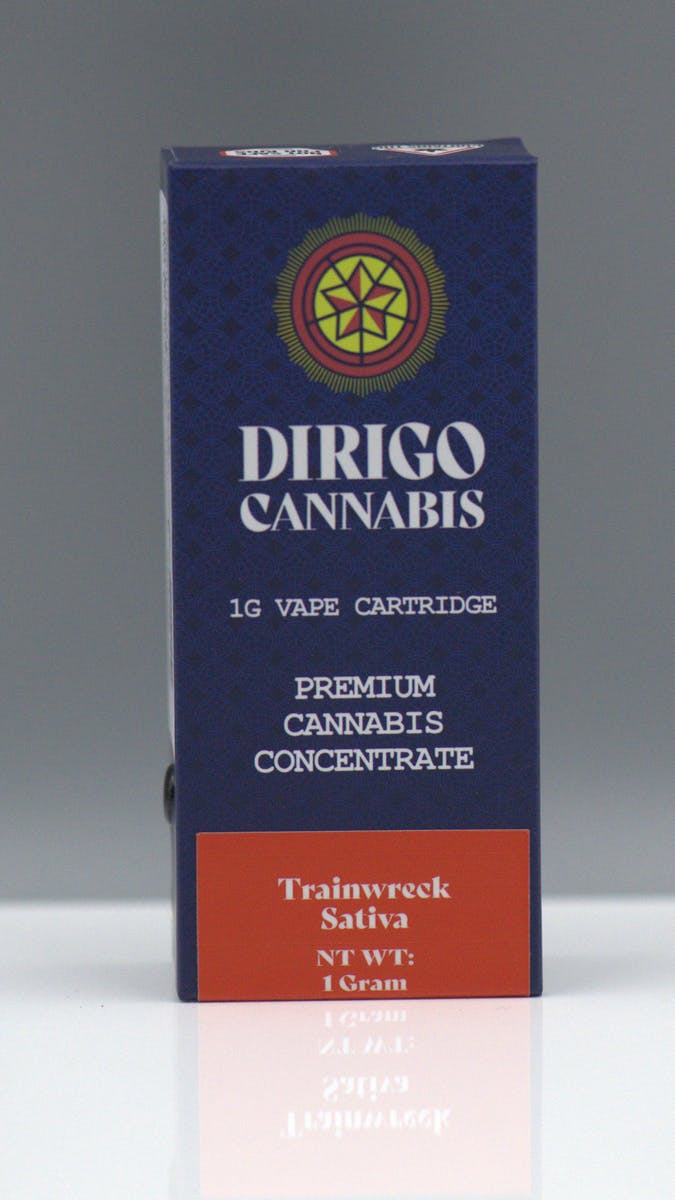 DIRIGO
CANNABIS
1G VAPE CARTRIDGE
PREMIUM
CANNABIS
CONCENTRATE
Trainwreck
Sativa
NT WT:
1 Gram